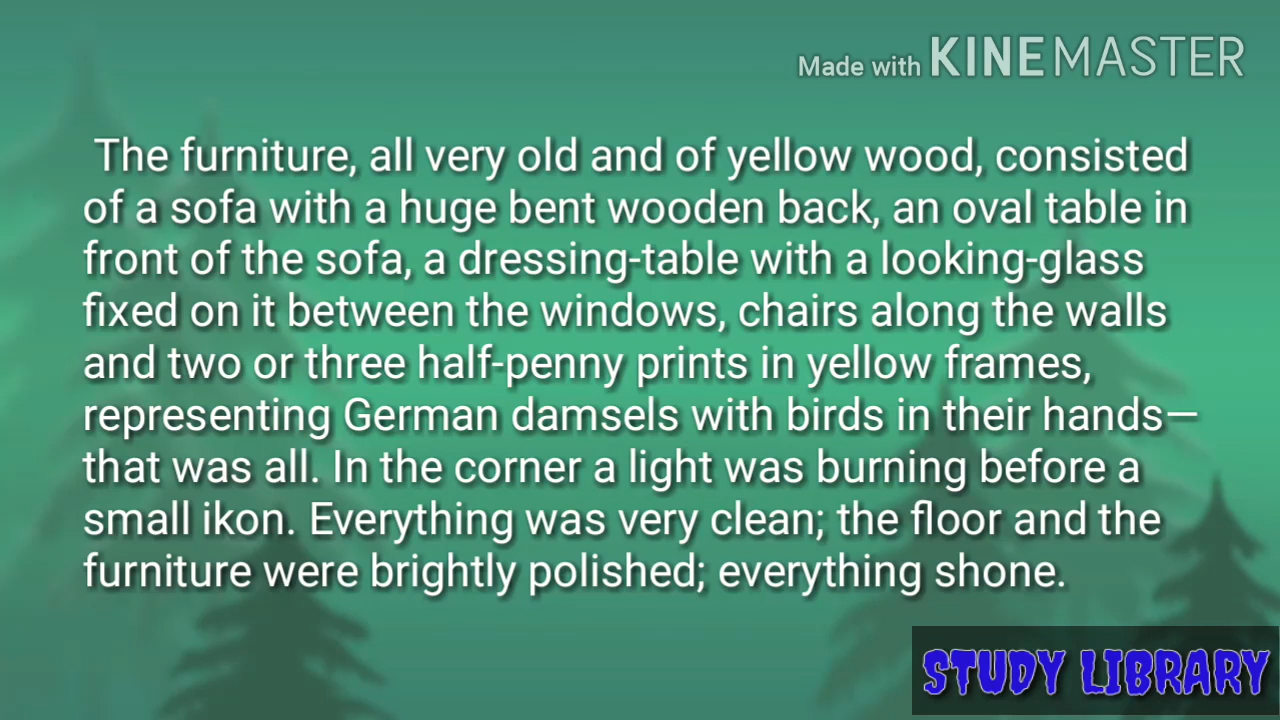 Made with KINEMASTER
The furniture, all very old and of yellow wood, consisted
of a sofa with a huge bent wooden back, an oval table in
front of the sofa, a dressing-table with a looking-glass
fixed on it between the windows, chairs along the walls
and two or three half-penny prints in yellow frames,
representing German damsels with birds in their hands—
that was all. In the corner a light was burning before a
small ikon. Everything was very clean; the floor and the
furniture were brightly polished; everything shone.
STUDY LIBRARY